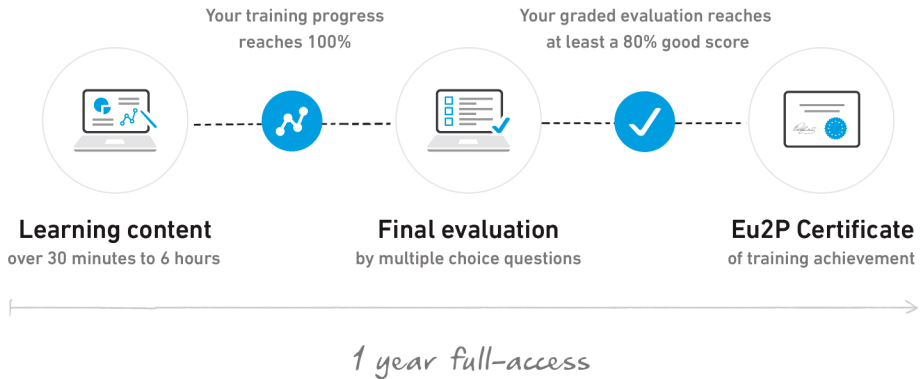 Your training progress
reaches 100%
Your graded evaluation reaches
at least a 80% good score
Learning content
over 30 minutes to 6 hours
Final evaluation
by multiple choice questions
Eu2P Certificate
of training achievement
1 year full-access